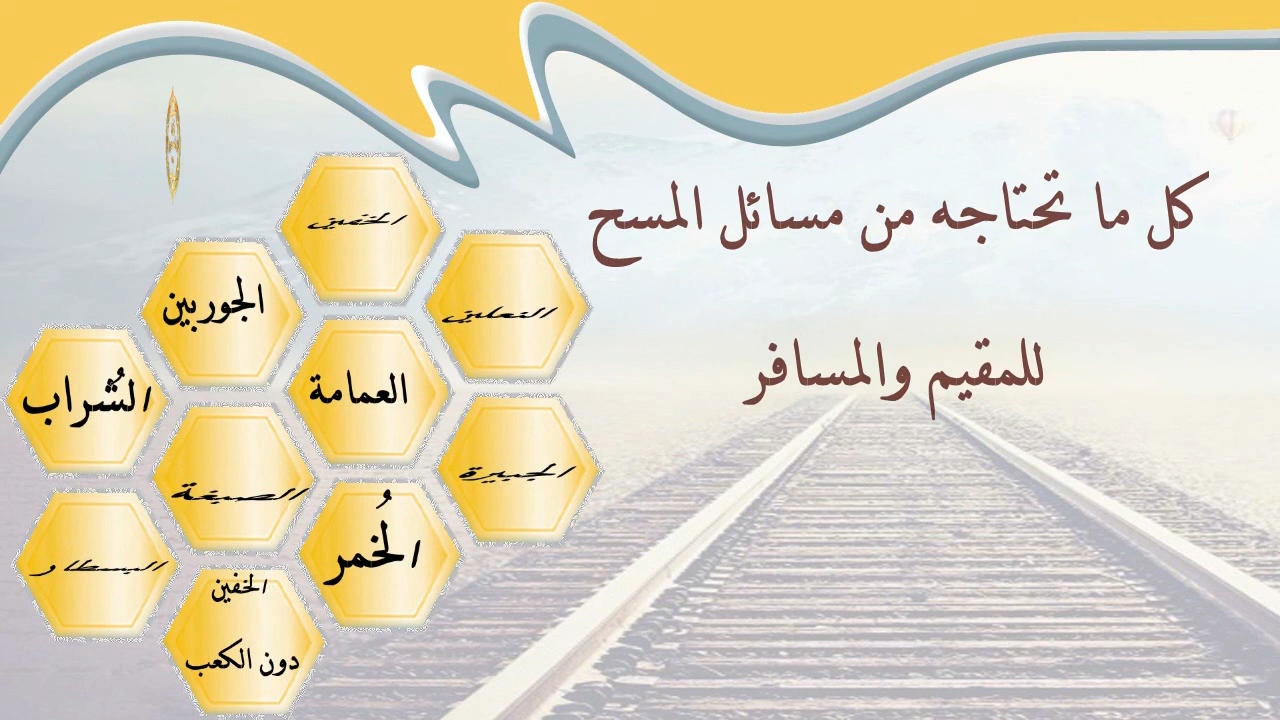 كل ما تحتاجه من مسائل المسح
للمقيم والمسافر
الخفين
النعلين
الجوربين
العمامة
الشُراب
الجبيرة
الصبغة
الخُمر
البسطار
الخفين
دون الكعب